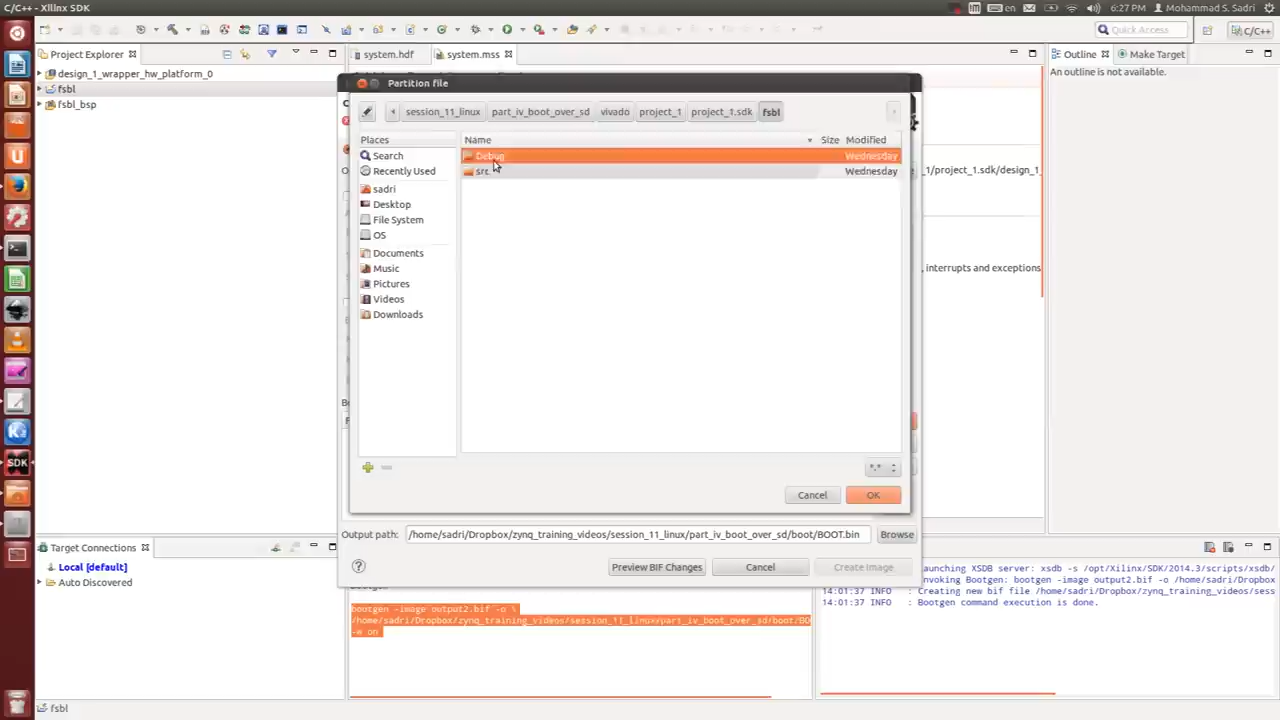 C/C++ - Xilinx SDK
en
6:27 PM
Mohammad S. Sadri
Quick Access
C/C++
Project Explorer
system.hdf
system.mss
Outline
Make Target
design_1_wrapper_hw_platform_0
fsbl
fsbl_bsp
An outline is not available.
Partition file
session_11_linux
part_iv_boot_over_sd
vivado
project_1
project_1.sdk
fsbl
Places
Name
Size
Modified
Search
Debug
Wednesday
Recently Used
src
Wednesday
_1/project_1.sdk/design_1_
sadri
Desktop
File System
OS
Documents
Music
, interrupts and exceptions
Pictures
Videos
Downloads
*.*
Cancel
OK
Output path:
/home/sadri/Dropbox/zynq_training_videos/session_11_linux/part_iv_boot_over_sd/boot/BOOT.bin
Browse
Target Connections
Local [default]
Auto Discovered
Preview BIF Changes
Cancel
Create Image
SDK
aunching XSDB server: xsdb -s /opt/Xilinx/SDK/2014.3/scripts/xsdb/
nvoking Bootgen: bootgen -image output2.bif -o /home/sadri/Dropbox
14:01:37 INFO : Creating new bif file /home/sadri/Dropbox/zynq_training_videos/sess
14:01:37 INFO : Bootgen command execution is done.
bootgen -image output2.bif -o \
/home/sadri/Dropbox/zynq_training_videos/session_11_linux/part_iv_boot_over_sd/boot/BO
-w on
fsbl